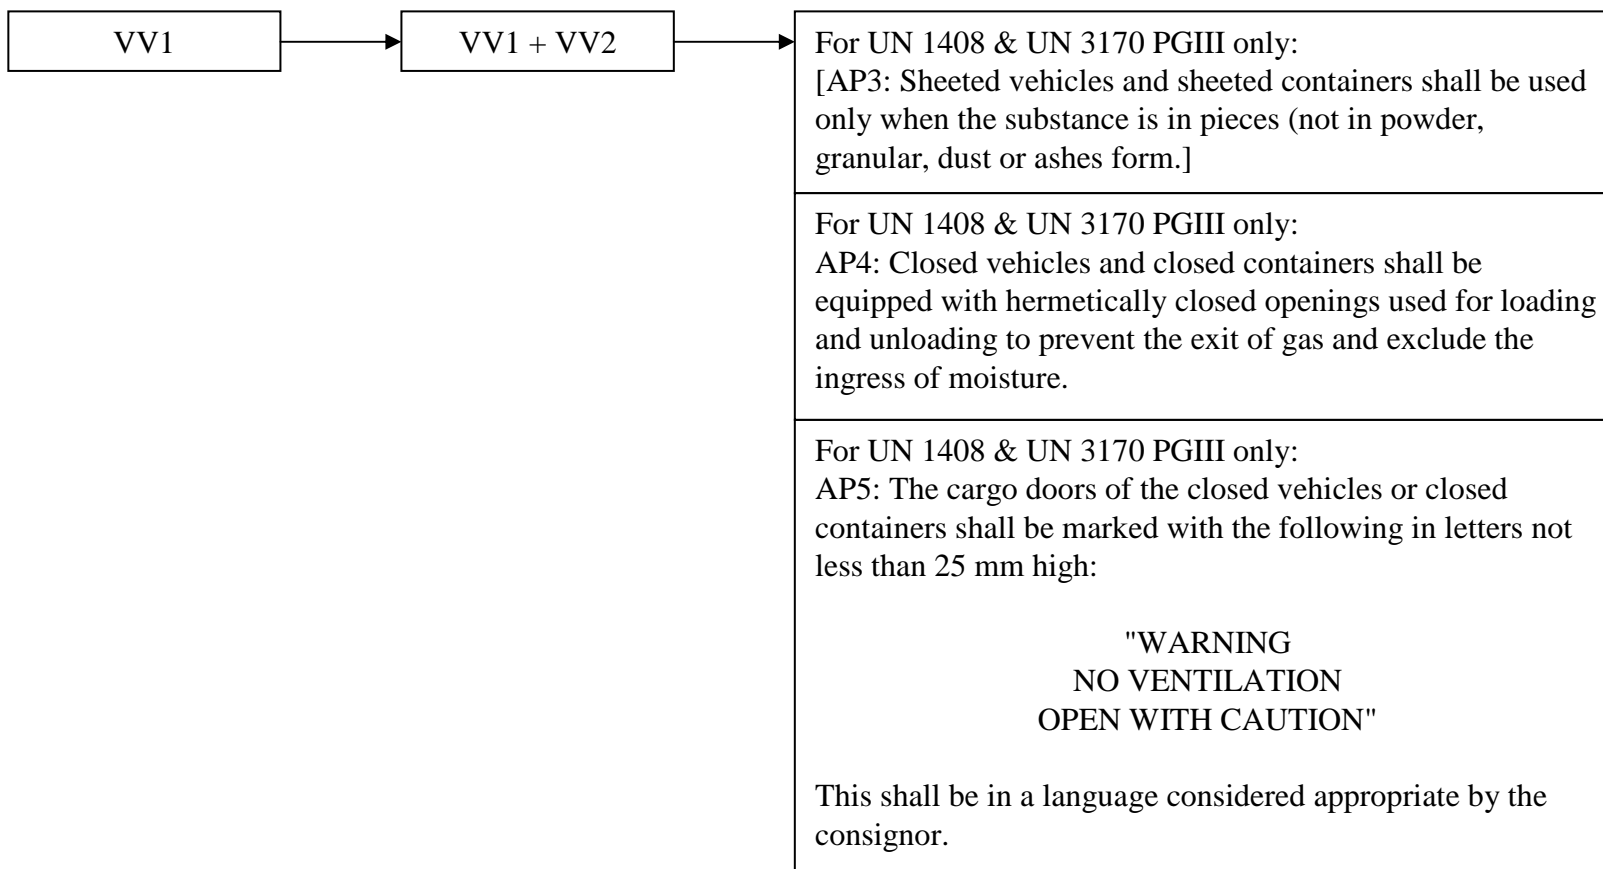 VV1
VV1 + VV2
For UN 1408 & UN 3170 PGIII only:
[AP3: Sheeted vehicles and sheeted containers shall be used
only when the substance is in pieces (not in powder,
granular, dust or ashes form.]
For UN 1408 & UN 3170 PGIII only:
AP4: Closed vehicles and closed containers shall be
equipped with hermetically closed openings used for loading
and unloading to prevent the exit of gas and exclude the
ingress of moisture.
For UN 1408 & UN 3170 PGIII only:
AP5: The cargo doors of the closed vehicles or closed
containers shall be marked with the following in letters not
less than 25 mm high:
"WARNING
NO VENTILATION
OPEN WITH CAUTION"
This shall be in a language considered appropriate by the
consignor.